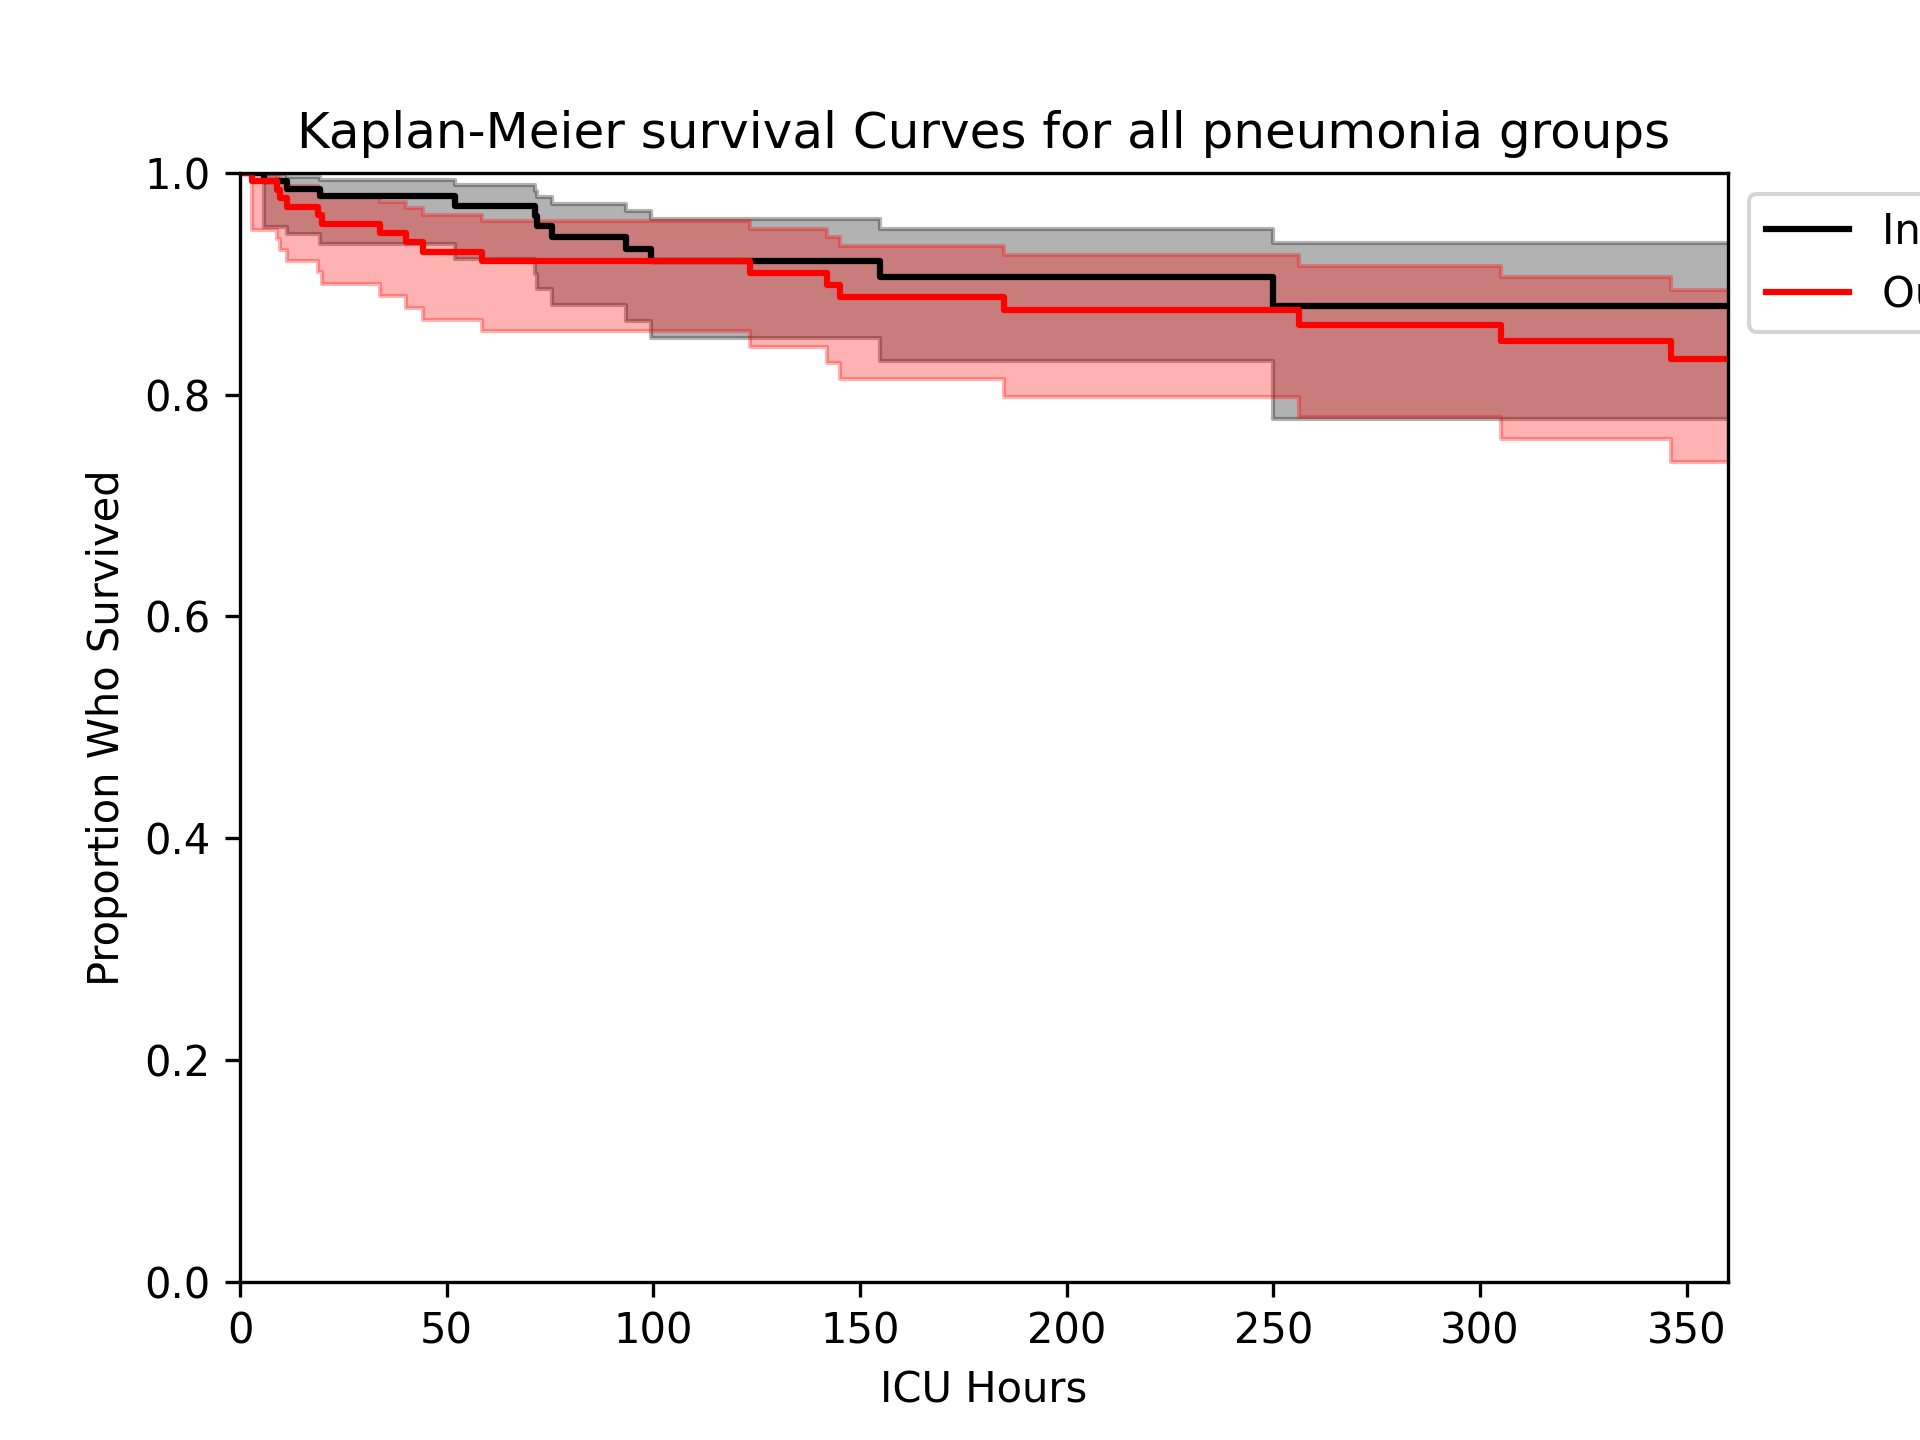 Kaplan-Meier survival Curves for all pneumonia groups
1.0
0.8
0.6
0.4
0.2
0.0
Proportion Who Survived
0 50 100 150 200 250 300 350
ICU Hours
In